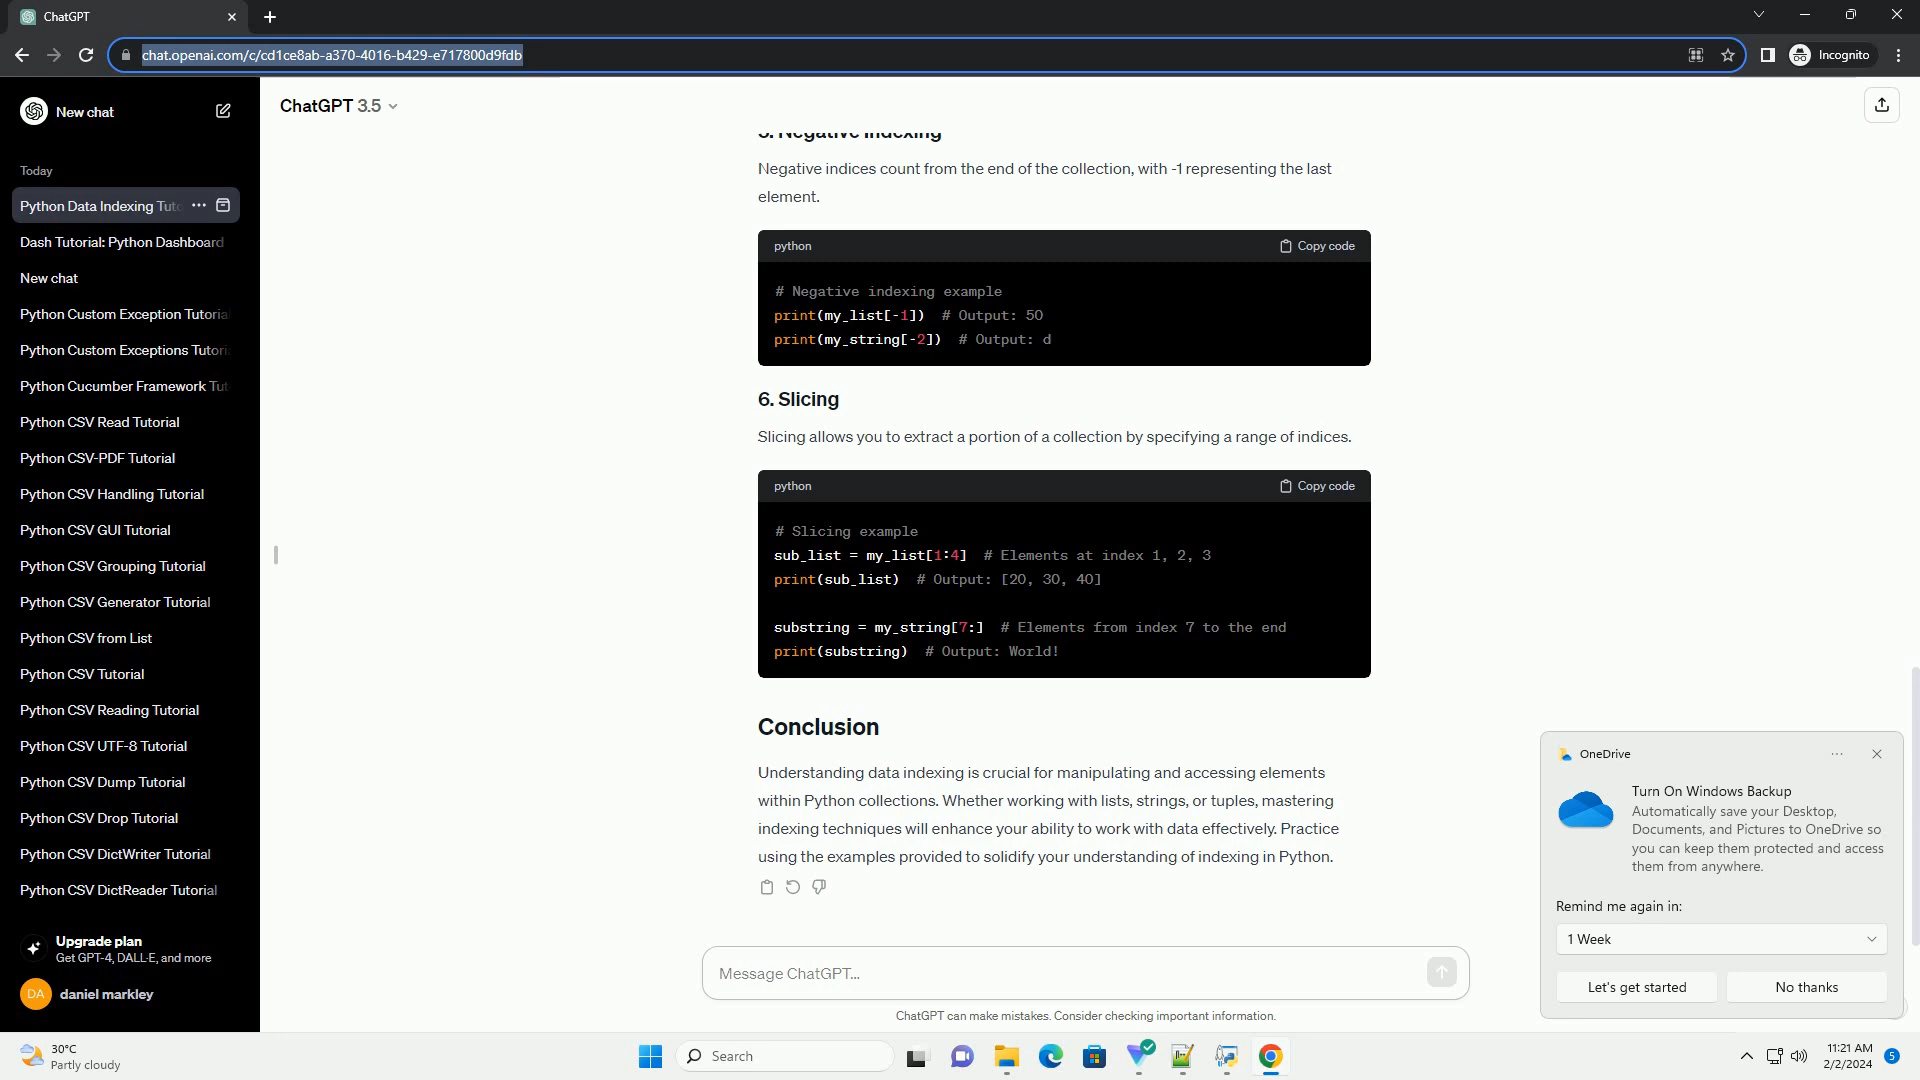 ChatGPT
chat.openai.com/c/cd1ce8ab-a370-4016-b429-e717800d9fdb
Incognito
New chat
Today
Python Data Indexing Tuto
Dash Tutorial: Python Dashboard
New chat
Python Custom Exception Tutoria
Python Custom Exceptions Tutori
Python Cucumber Framework Tut
Python CSV Read Tutorial
Python CSV-PDF Tutorial
Python CSV Handling Tutorial
Python CSV GUI Tutorial
Python CSV Grouping Tutorial
Python CSV Generator Tutorial
Python CSV from List
Python CSV Tutorial
Python CSV Reading Tutorial
Python CSV UTF-8 Tutorial
Python CSV Dump Tutorial
Python CSV Drop Tutorial
Python CSV DictWriter Tutorial
Python CSV DictReader Tutorial
Upgrade plan
Get GPT-4, DALL·E, and more
DA daniel markley
ChatGPT 3.5
5. Negative Indexing
Negative indices count from the end of the collection, with -1 representing the last
element.
python Copy code
# Negative indexing example
print(my_list[-1])  # Output: 50
print(my_string[-2])  # Output: d
6. Slicing
Slicing allows you to extract a portion of a collection by specifying a range of indices.
python Copy code
# Slicing example
sub_list = my_list[1:4]  # Elements at index 1, 2, 3
print(sub_list)  # Output: [20, 30, 40]
substring = my_string[7:]  # Elements from index 7 to the end
print(substring)  # Output: World!
Conclusion
Understanding data indexing is crucial for manipulating and accessing elements
within Python collections. Whether working with lists, strings, or tuples, mastering
indexing techniques will enhance your ability to work with data effectively. Practice
using the examples provided to solidify your understanding of indexing in Python.
Message ChatGPT...
ChatGPT can make mistakes. Consider checking important information.
OneDrive
Turn On Windows Backup
Automatically save your Desktop,
Documents, and Pictures to OneDrive so
you can keep them protected and access
them from anywhere.
Remind me again in:
1 Week
Let's get started
No thanks
30°C
Partly cloudy
Search
11:21 AM
2/2/2024
5